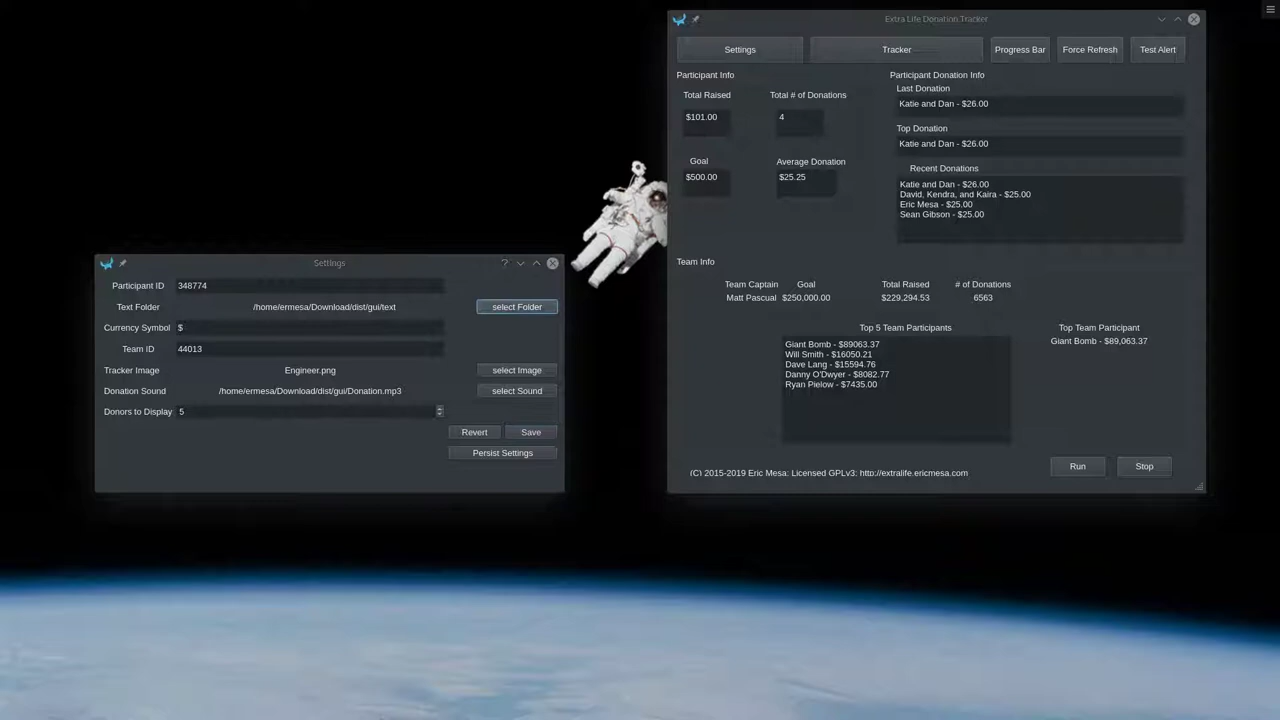 Extra Life Donation Tracker
Settings
Tracker
Progress Bar
Force Refresh
Test Alert
Participant Info
Total Raised
Total # of Donations
$101.00
4
Goal
Average Donation
$500.00
$25.25
Participant Donation Info
Last Donation
Katie and Dan - $26.00
Top Donation
Katie and Dan - $26.00
Recent Donations
Katie and Dan - $26.00
David, Kendra, and Kaira - $25.00
Eric Mesa - $25.00
Sean Gibson - $25.00
Team Info
Team Captain
Goal
Total Raised
# of Donations
Matt Pascual
$250,000.00
$229,294.53
6563
Top 5 Team Participants
Giant Bomb - $89063.37
Will Smith - $16050.21
Dave Lang - $15594.76
Danny O'Dwyer - $8082.77
Ryan Pielow - $7435.00
Top Team Participant
Giant Bomb - $89,063.37
(C) 2015-2019 Eric Mesa: Licensed GPLv3: http://extralife.ericmesa.com
Run
Stop
Settings
?
Participant ID
348774
Text Folder
/home/ermesa/Download/dist/gui/text
select Folder
Currency Symbol
$
Team ID
44013
Tracker Image
Engineer.png
select Image
Donation Sound
/home/ermesa/Download/dist/gui/Donation.mp3
select Sound
Donors to Display
5
Revert
Save
Persist Settings